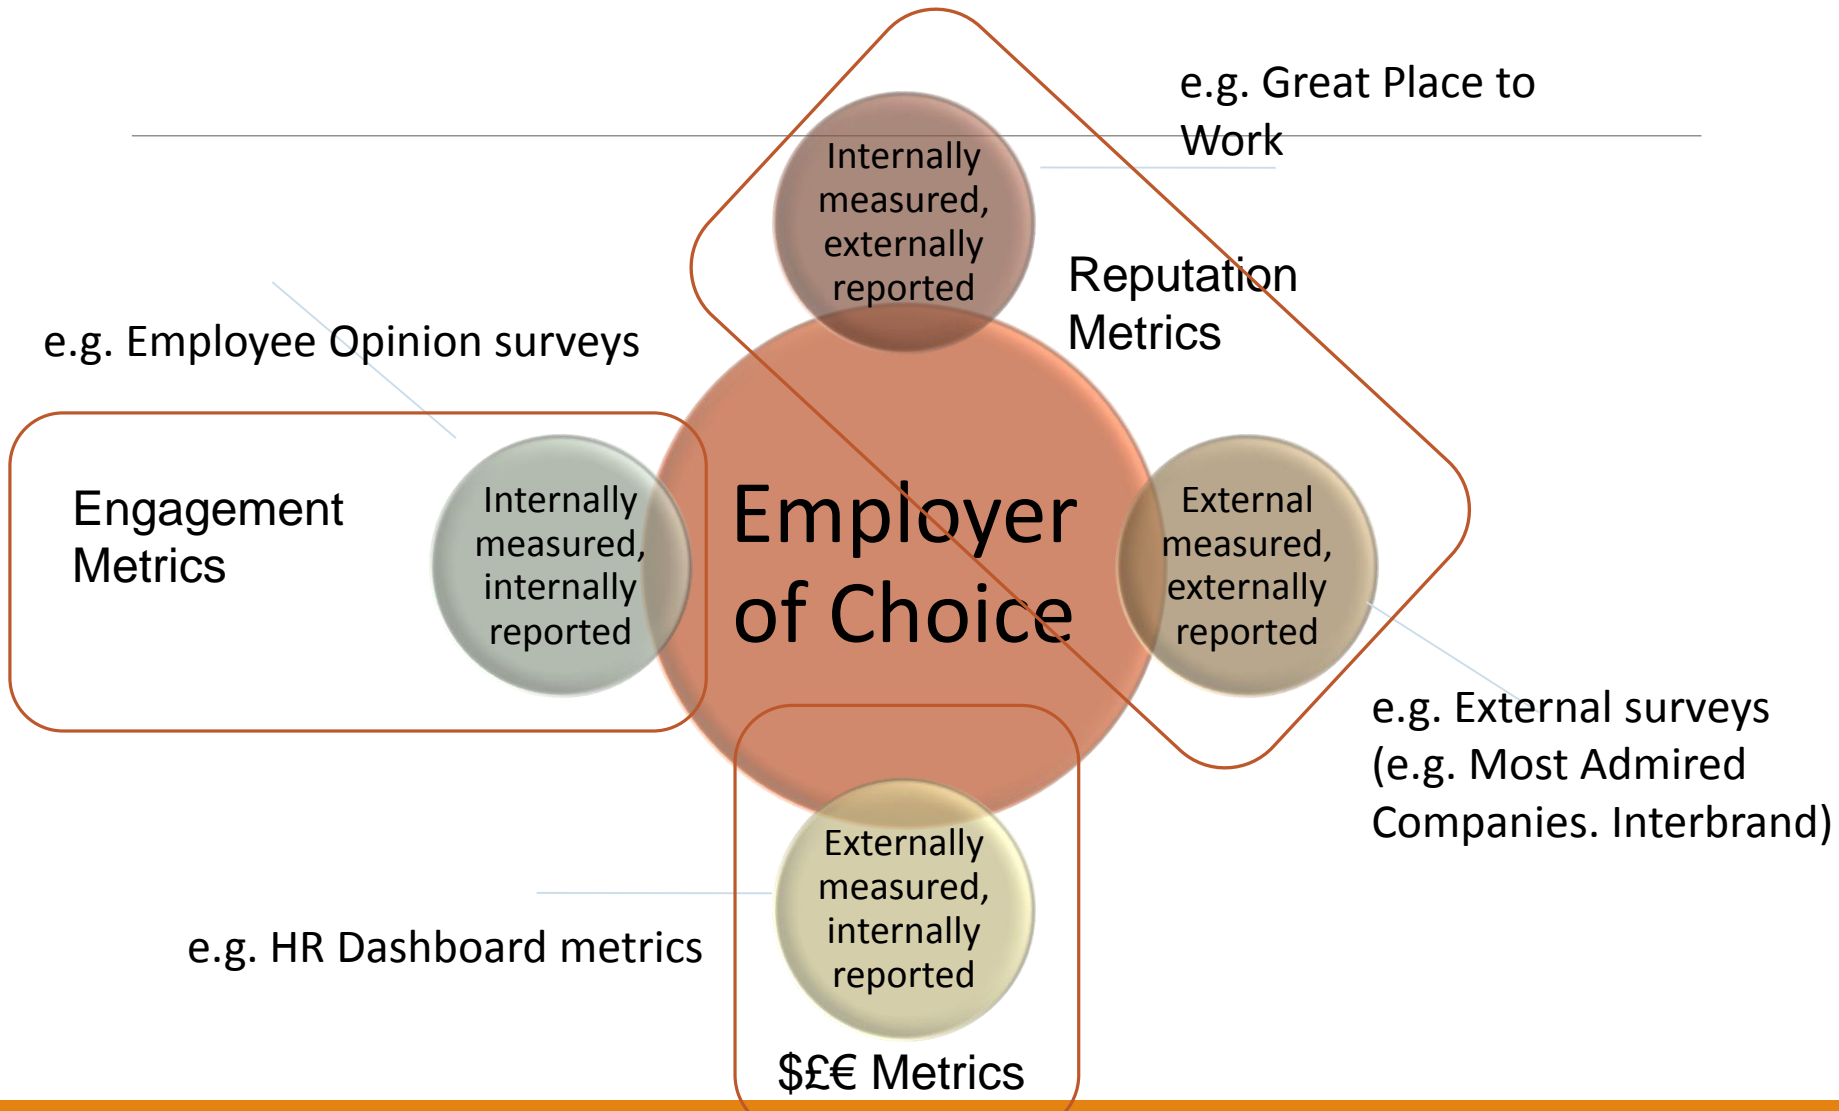 e.g. Great Place to
Work
Internally
measured,
externally
reported
Reputation
Metrics
e.g. Employee Opinion surveys
Engagement
Metrics
Internally
measured,
internally
reported
Employer
of Choice
External
measured,
externally
reported
e.g. External surveys
(e.g. Most Admired
Companies. Interbrand)
Externally
measured,
internally
reported
e.g. HR Dashboard metrics
$£€ Metrics